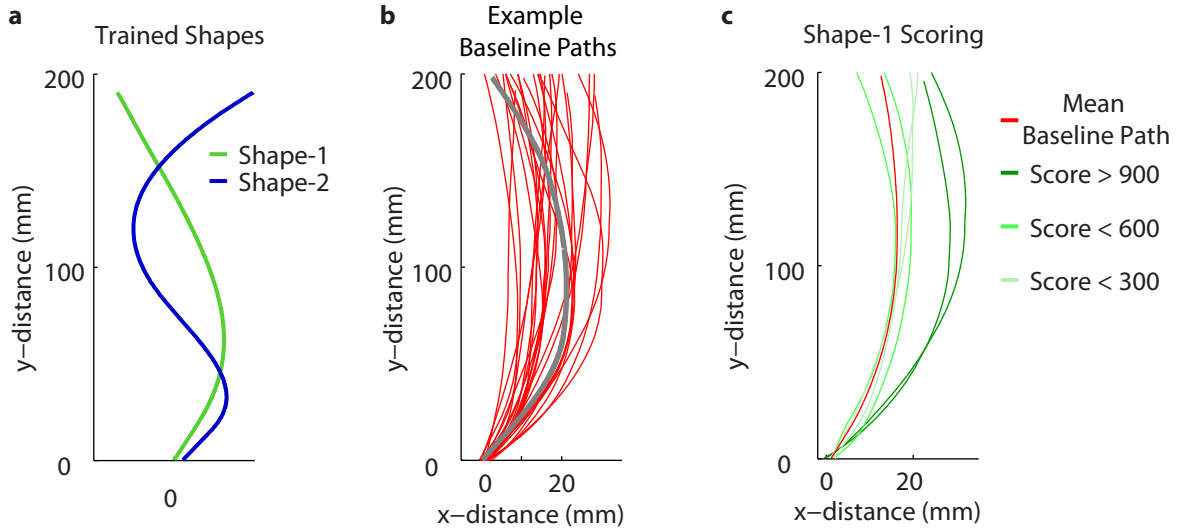 a
Trained Shapes
200
100
0
y−distance (mm)
0
Shape-1
Shape-2
b
Example
Baseline Paths
200
100
0
y−distance (mm)
0
20
x−distance (mm)
c
Shape-1 Scoring
200
100
0
y−distance (mm)
0
20
x−distance (mm)
Mean
Baseline Path
Score > 900
Score < 600
Score < 300